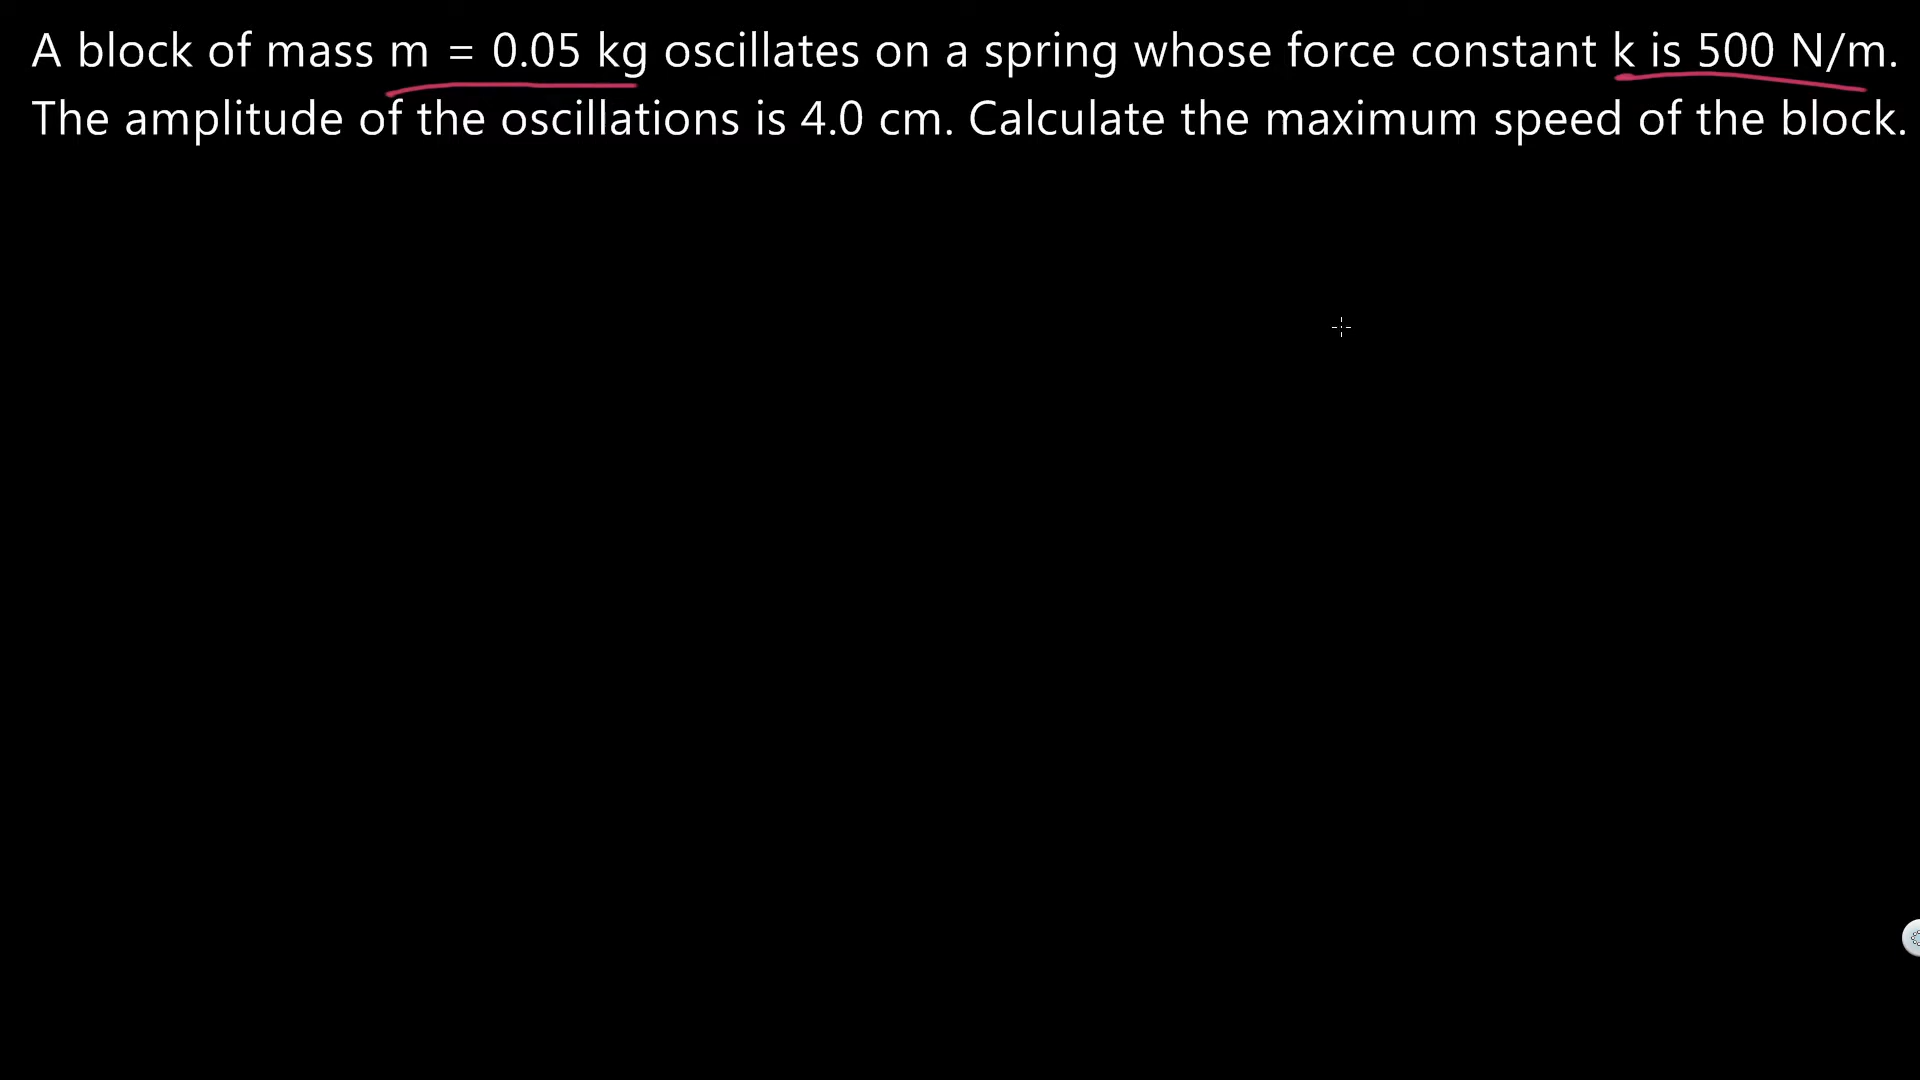 A block of mass m = 0.05 kg oscillates on a spring whose force constant k is 500 N/m.
The amplitude of the oscillations is 4.0 cm. Calculate the maximum speed of the block.